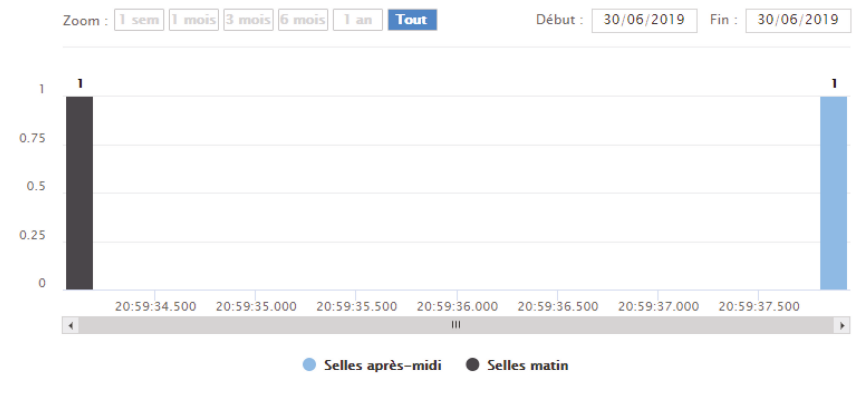 Zoom : 1 sem 1 mois 3 mois 6 mois 1 an Tout Début : 30/06/2019 Fin : 30/06/2019
1 1
1
0.75
0.5
0.25
0
20:59:34.500 20:59:35.000 20:59:35.500 20:59:36.000 20:59:36.500 20:59:37.000 20:59:37.500
Selles après-midi Selles matin